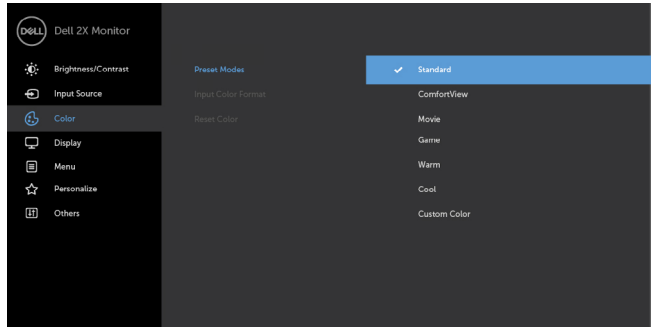 DELL Dell 2X Monitor
Brightness/Contrast
Input Source
Color
Display
Menu
Personalize
Others
Preset Modes
Input Color Format
Reset Color
Standard
ComfortView
Movie
Game
Warm
Cool
Custom Color